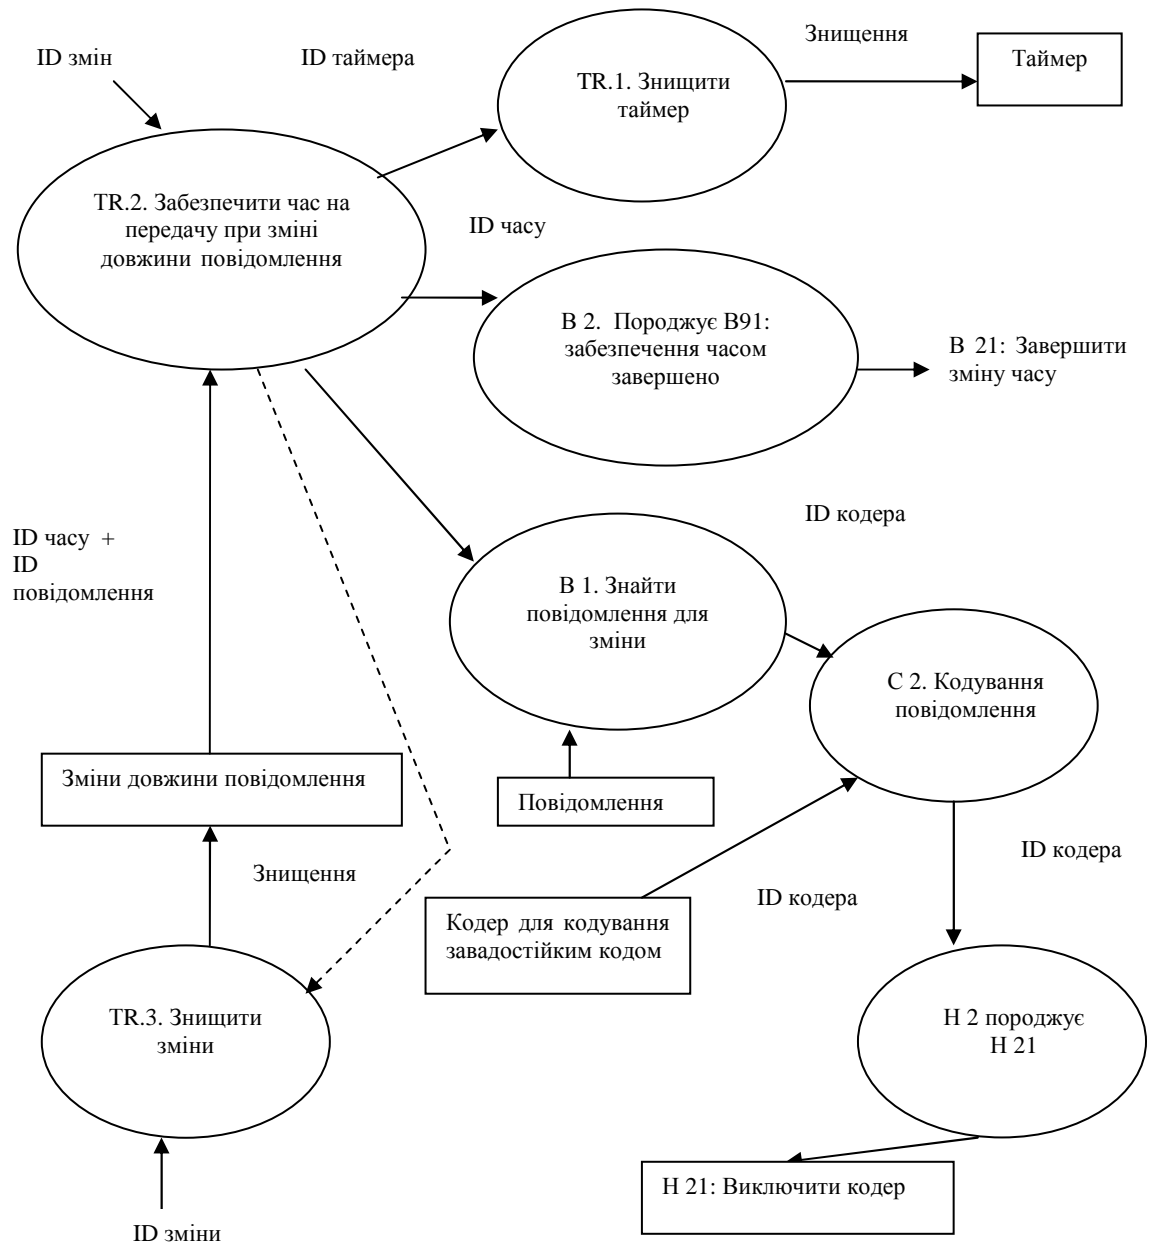 ID змін
ID таймера
Знищення
TR.1. Знищити
таймер
Таймер
TR.2. Забезпечити час на
передачу при зміні
довжини повідомлення
ID часу
В 2. Породжує В91:
забезпечення часом
завершено
В 21: Завершити
зміну часу
ID кодера
ID часу +
ID
повідомлення
В 1. Знайти
повідомлення для
зміни
С 2. Кодування
повідомлення
Зміни довжини повідомлення
Повідомлення
ID кодера
Знищення
ID кодера
Кодер для кодування
завадостійким кодом
TR.3. Знищити
зміни
Н 2 породжує
Н 21
Н 21: Виключити кодер
ID зміни